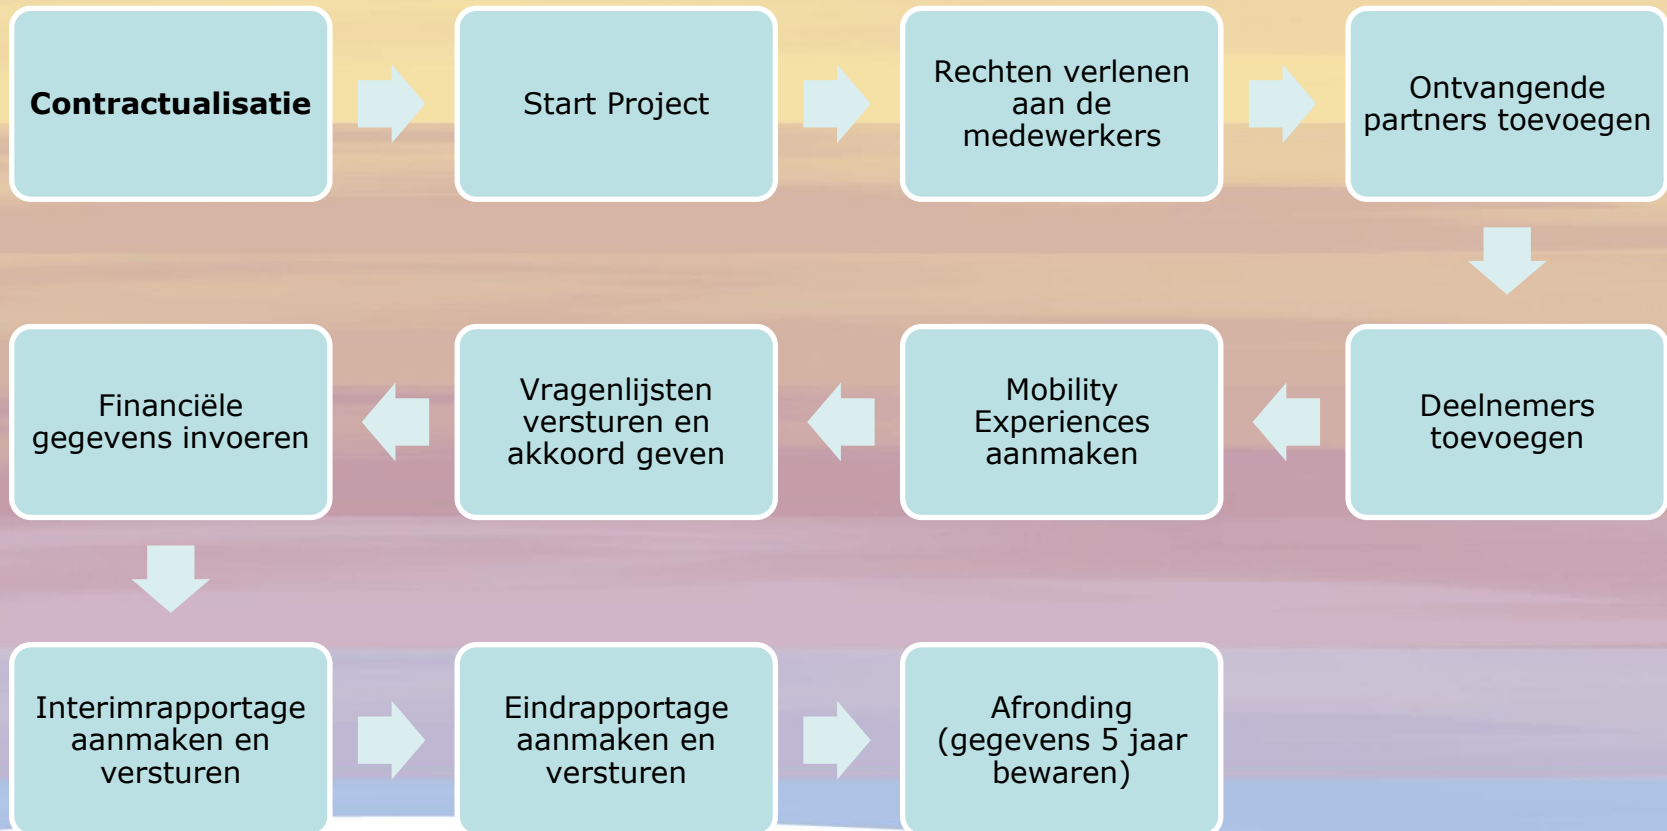 Contractualisatie
Start Project
Rechten verlenen
aan de
medewerkers
Ontvangende
partners toevoegen
Deelnemers
toevoegen
Mobility
Experiences
aanmaken
Vragenlijsten
versturen en
akkoord geven
Financiële
gegevens invoeren
Interimrapportage
aanmaken en
versturen
Eindrapportage
aanmaken en
versturen
Afronding
(gegevens 5 jaar
bewaren)